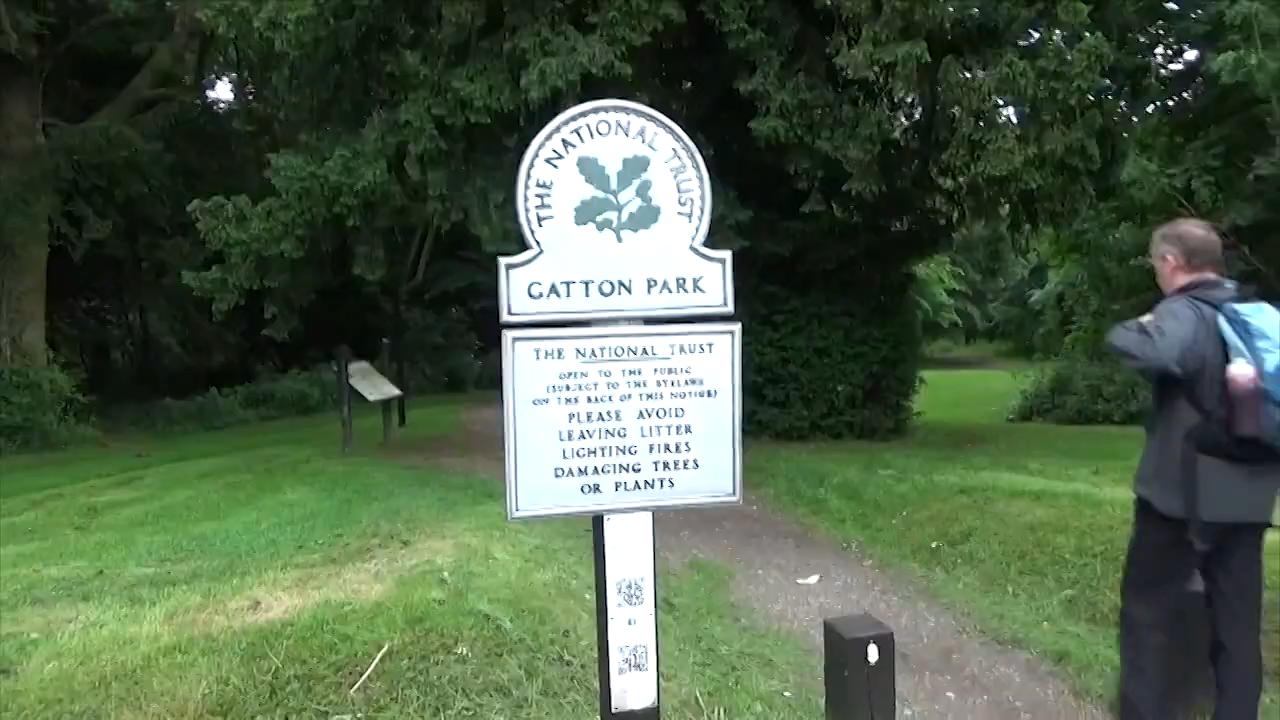 THE NATIONAL TRUST
GATTON PARK
THE NATIONAL TRUST
OPEN TO THE PUBLIC
(SUBJECT TO THE BYELAWS
ON THE BACK OF THIS NOTICE)
PLEASE AVOID
LEAVING LITTER
LIGHTING FIRES
DAMAGING TREES
OR PLANTS